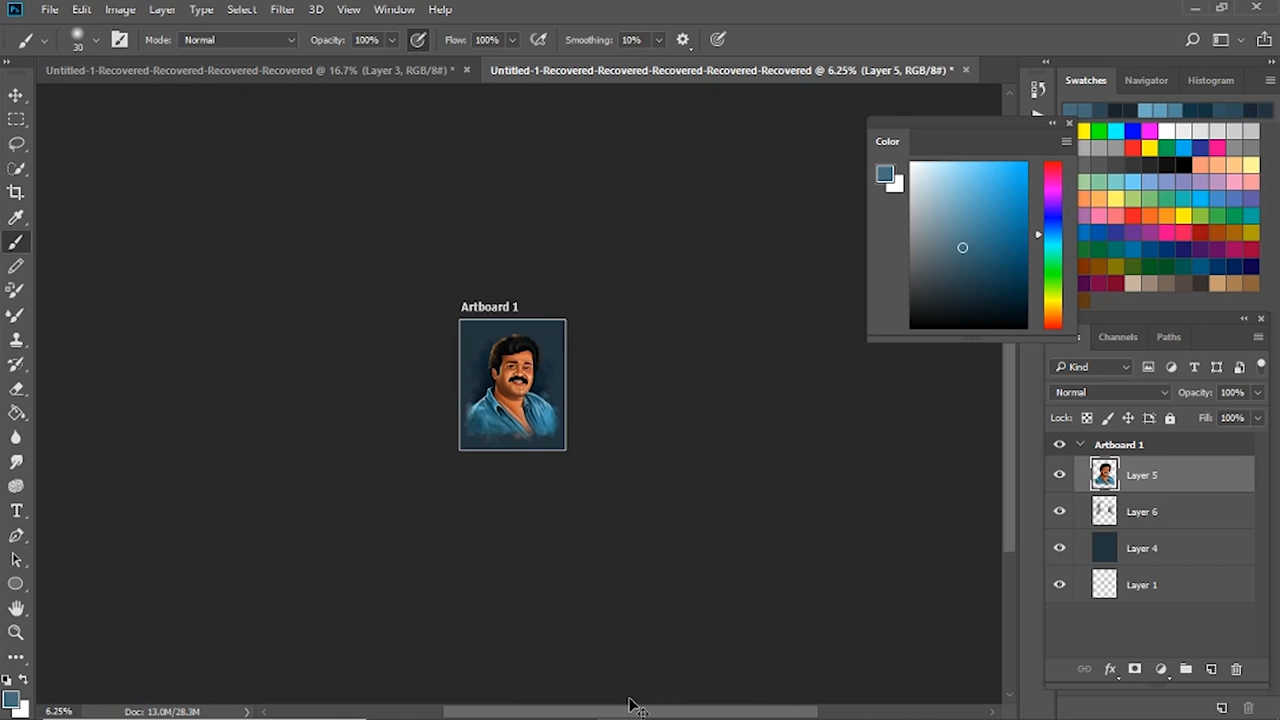 Ps File Edit Image Layer Type Select Filter 3D View Window Help
30 Mode: Normal Opacity: 100% Flow: 100% Smoothing: 10%
Untitled-1-Recovered-Recovered-Recovered-Recovered @ 16.7% (Layer 3, RGB/8#) * Untitled-1-Recovered-Recovered-Recovered-Recovered-Recovered @ 6.25% (Layer 5, RGB/8#) *
Swatches Navigator Histogram
Color
Artboard 1
Channels Paths
Kind
Normal Opacity: 100%
Lock: Fill: 100%
Artboard 1
Layer 5
Layer 6
Layer 4
Layer 1
6.25% Doc: 13.0M/28.3M